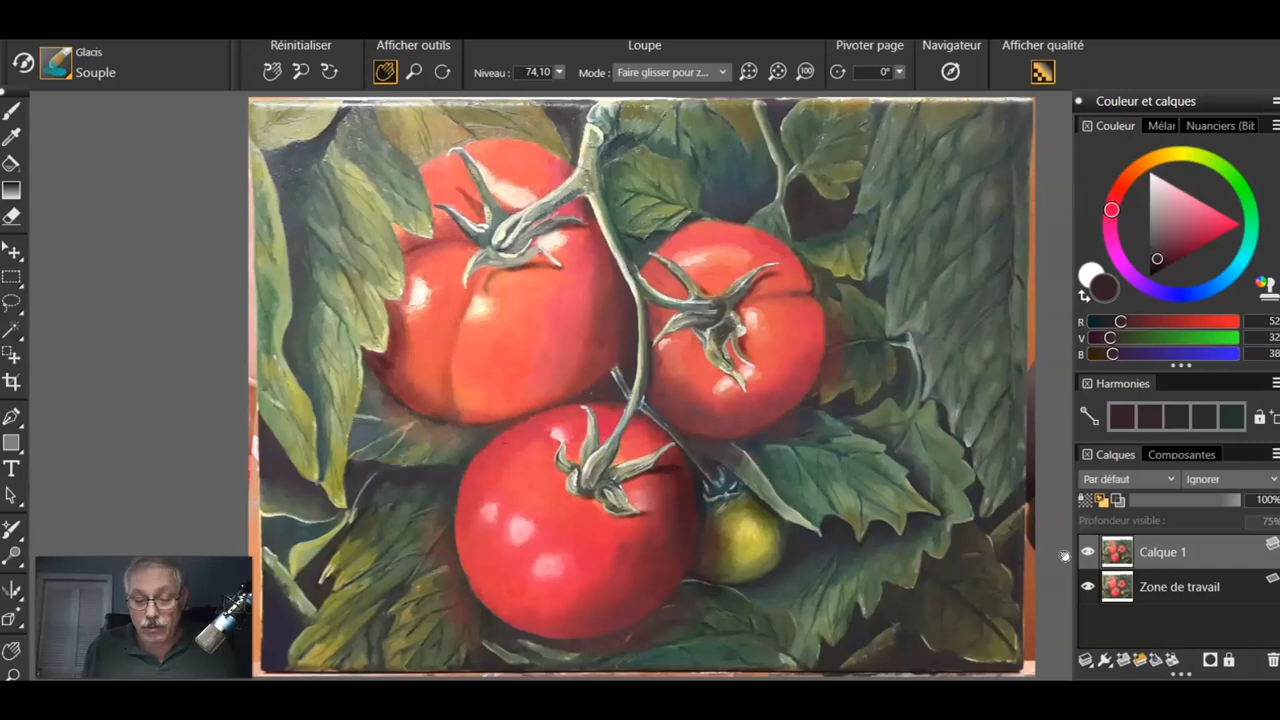 Glacis
Souple
Réinitialiser
Afficher outils
Loupe
Pivoter page
Navigateur
Afficher qualité
Niveau : 74,10
Mode : Faire glisser pour z...
100
0°
Couleur et calques
Couleur
Nuanciers (Bib
R 52
V 32
B 38
Harmonies
Calques
Composantes
Par défaut
Ignorer
100%
Profondeur visible : 75%
Calque 1
Zone de travail
T